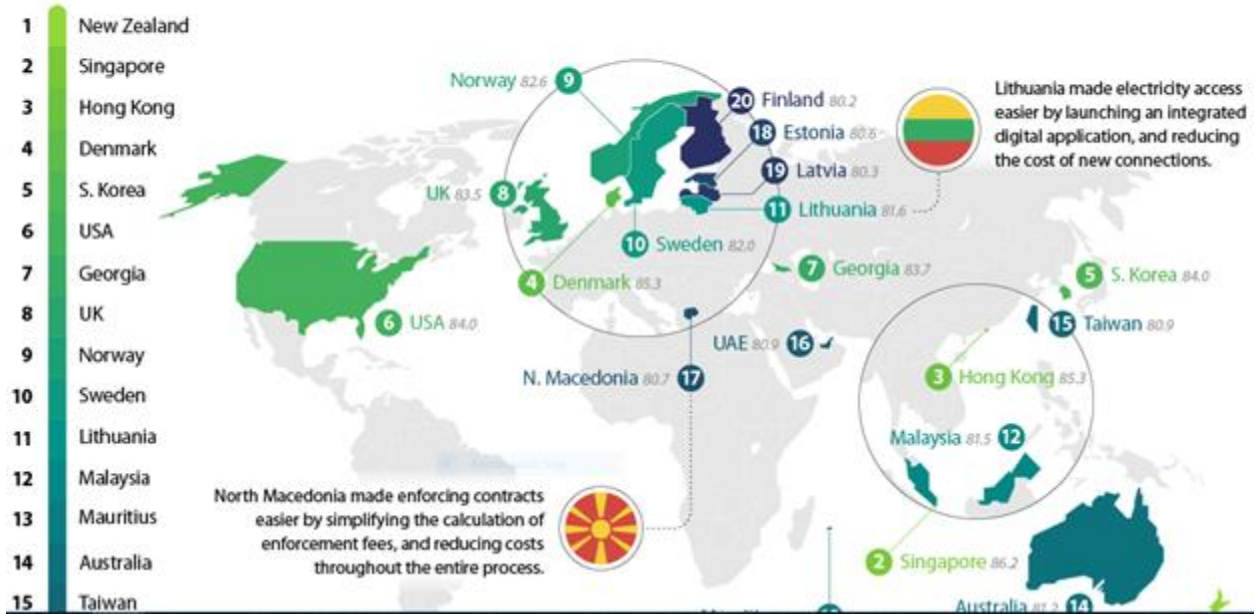 1 New Zealand
2 Singapore
3 Hong Kong
4 Denmark
5 S. Korea
6 USA
7 Georgia
8 UK
9 Norway
10 Sweden
11 Lithuania
12 Malaysia
13 Mauritius
14 Australia
15 Taiwan
Norway 82.6 9
20 Finland 80.2
18 Estonia 80.6
19 Latvia 80.3
11 Lithuania 81.6
UK 83.5 8
10 Sweden 82.0
4 Denmark 85.3
7 Georgia 83.7
5 S. Korea 84.0
6 USA 84.0
15 Taiwan 80.9
UAE 80.9 16
N. Macedonia 80.7 17
3 Hong Kong 85.3
Malaysia 81.5 12
2 Singapore 86.2
Australia 81.2 14
Lithuania made electricity access
easier by launching an integrated
digital application, and reducing
the cost of new connections.
North Macedonia made enforcing contracts
easier by simplifying the calculation of
enforcement fees, and reducing costs
throughout the entire process.